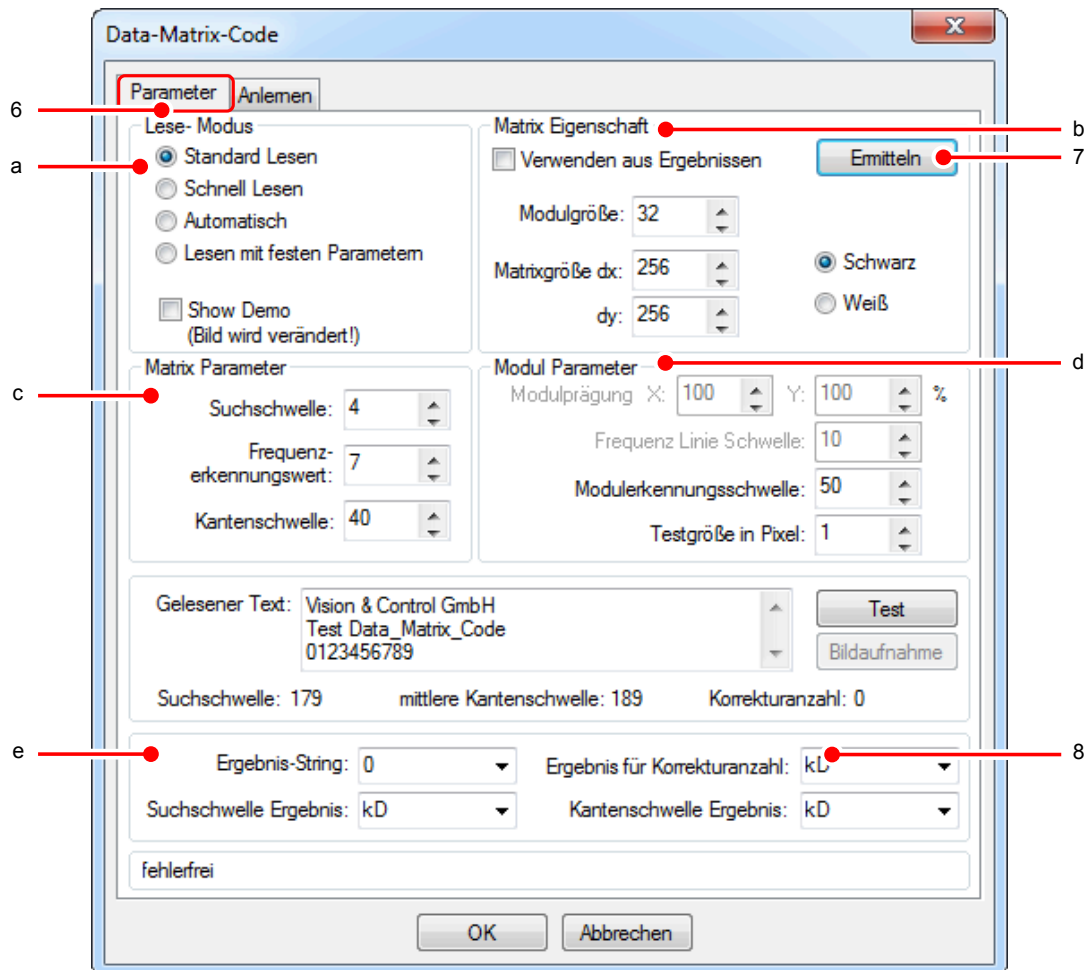 Data-Matrix-Code
x
Parameter Anlernen
6
Lese- Modus
Matrix Eigenschaft
b
a
Standard Lesen
Verwenden aus Ergebnissen
Ermitteln
7
Schnell Lesen
Modulgröße: 32
Automatisch
Lesen mit festen Parametern
Matrixgröße dx: 256
Schwarz
Show Demo
(Bild wird verändert!)
dy: 256
Weiß
Matrix Parameter
Modul Parameter
d
c
Suchschwelle: 4
Modulprägung X: 100 Y: 100 %
Frequenz-
erkennungswert: 7
Frequenz Linie Schwelle: 10
Modulerkennungsschwelle: 50
Kantenschwelle: 40
Testgröße in Pixel: 1
Gelesener Text: Vision & Control GmbH
Test Data_Matrix_Code
0123456789
Test
Bildaufnahme
Suchschwelle: 179 mittlere Kantenschwelle: 189 Korrekturanzahl: 0
e
Ergebnis-String: 0
Ergebnis für Korrekturanzahl: kD
8
Suchschwelle Ergebnis: kD
Kantenschwelle Ergebnis: kD
fehlerfrei
OK Abbrechen